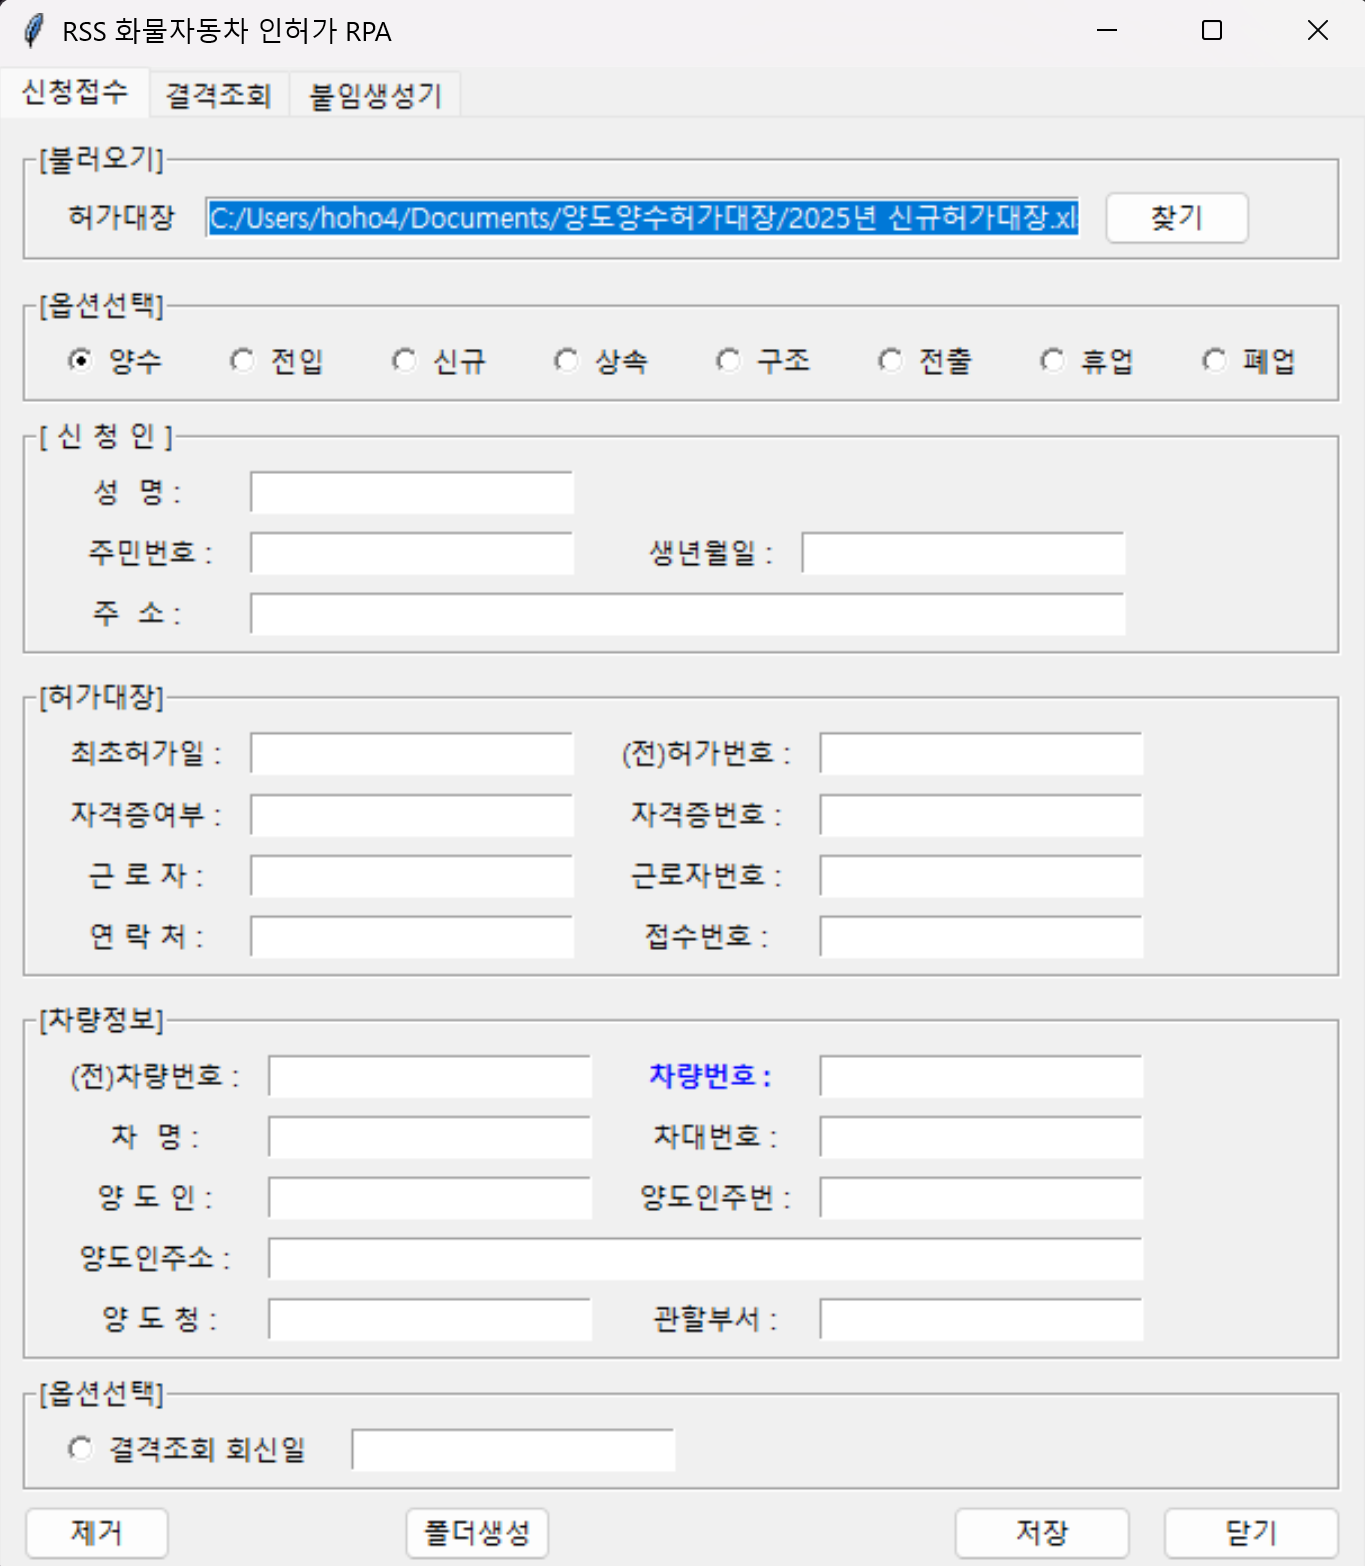 RSS 화물자동차 인허가 RPA
신청접수 결격조회 붙임생성기
[불러오기]
허가대장 C:/Users/hoho4/Documents/양도양수허가대장/2025년 신규허가대장.xl 찾기
[옵션선택]
양수 전입 신규 상속 구조 전출 휴업 폐업
[ 신 청 인 ]
성 명 :
주민번호 : 생년월일 :
주 소 :
[허가대장]
최초허가일 : (전)허가번호 :
자격증여부 : 자격증번호 :
근 로 자 : 근로자번호 :
연 락 처 : 접수번호 :
[차량정보]
(전)차량번호 : 차량번호 :
차 명 : 차대번호 :
양 도 인 : 양도인주번 :
양도인주소 :
양 도 청 : 관할부서 :
[옵션선택]
결격조회 회신일
제거 폴더생성 저장 닫기